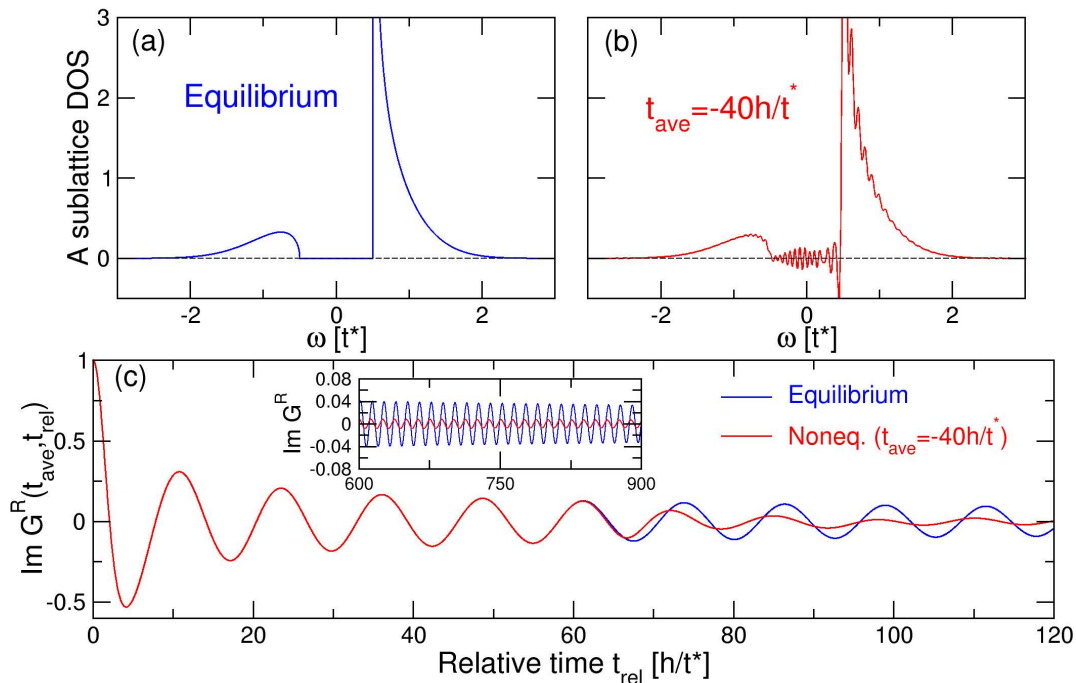 (a)
Equilibrium
A sublattice DOS
3
2
1
0
-2
0
2
ω [t*]
(b)
t_ave=-40h/t*
-2
0
2
ω [t*]
(c)
Im G^R(t_ave,t_rel)
1
0.5
0
-0.5
Im G^R
0.08
0.04
0
-0.04
-0.08
600
750
900
Equilibrium
Noneq. (t_ave=-40h/t*)
0
20
40
60
80
100
120
Relative time t_rel [h/t*]